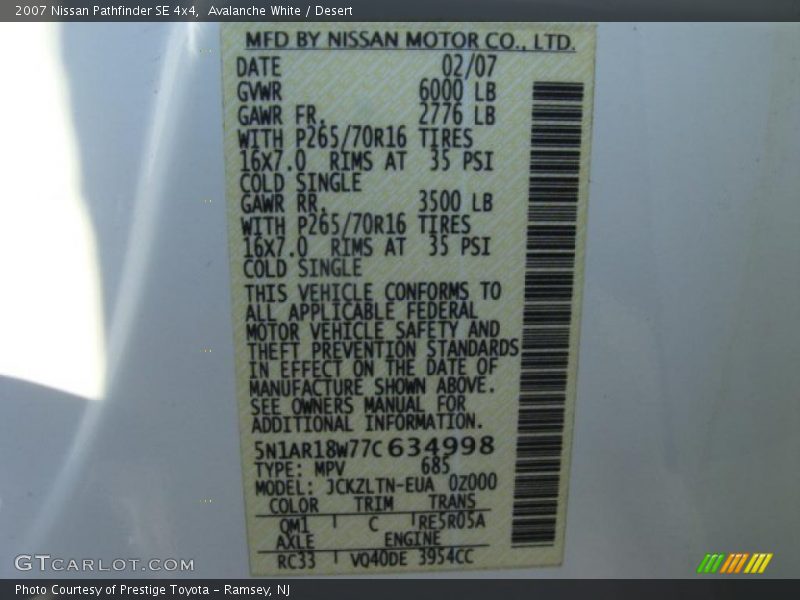 2007 Nissan Pathfinder SE 4x4, Avalanche White / Desert
MFD BY NISSAN MOTOR CO., LTD.
DATE 02/07
GVWR 6000 LB
GAWR FR. 2776 LB
WITH P265/70R16 TIRES
16X7.0 RIMS AT 35 PSI
COLD SINGLE
GAWR RR. 3500 LB
WITH P265/70R16 TIRES
16X7.0 RIMS AT 35 PSI
COLD SINGLE
THIS VEHICLE CONFORMS TO
ALL APPLICABLE FEDERAL
MOTOR VEHICLE SAFETY AND
THEFT PREVENTION STANDARDS
IN EFFECT ON THE DATE OF
MANUFACTURE SHOWN ABOVE.
SEE OWNERS MANUAL FOR
ADDITIONAL INFORMATION.
5N1AR18W77C634998
TYPE: MPV 685
MODEL: JCKZLTN-EUA 0Z000
COLOR TRIM TRANS
QM1 C RE5R05A
AXLE ENGINE
RC33 VQ40DE 3954CC
GTCARLOT.COM
Photo Courtesy of Prestige Toyota - Ramsey, NJ